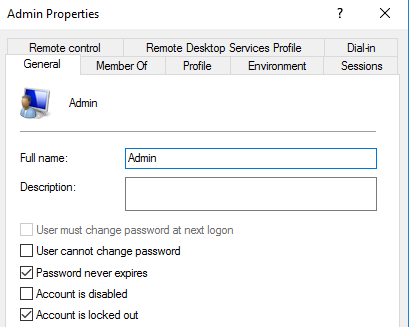 Admin Properties
?
Remote control
Remote Desktop Services Profile
Dial-in
General
Member Of
Profile
Environment
Sessions
Admin
Full name:
Admin
Description:
User must change password at next logon
User cannot change password
Password never expires
Account is disabled
Account is locked out